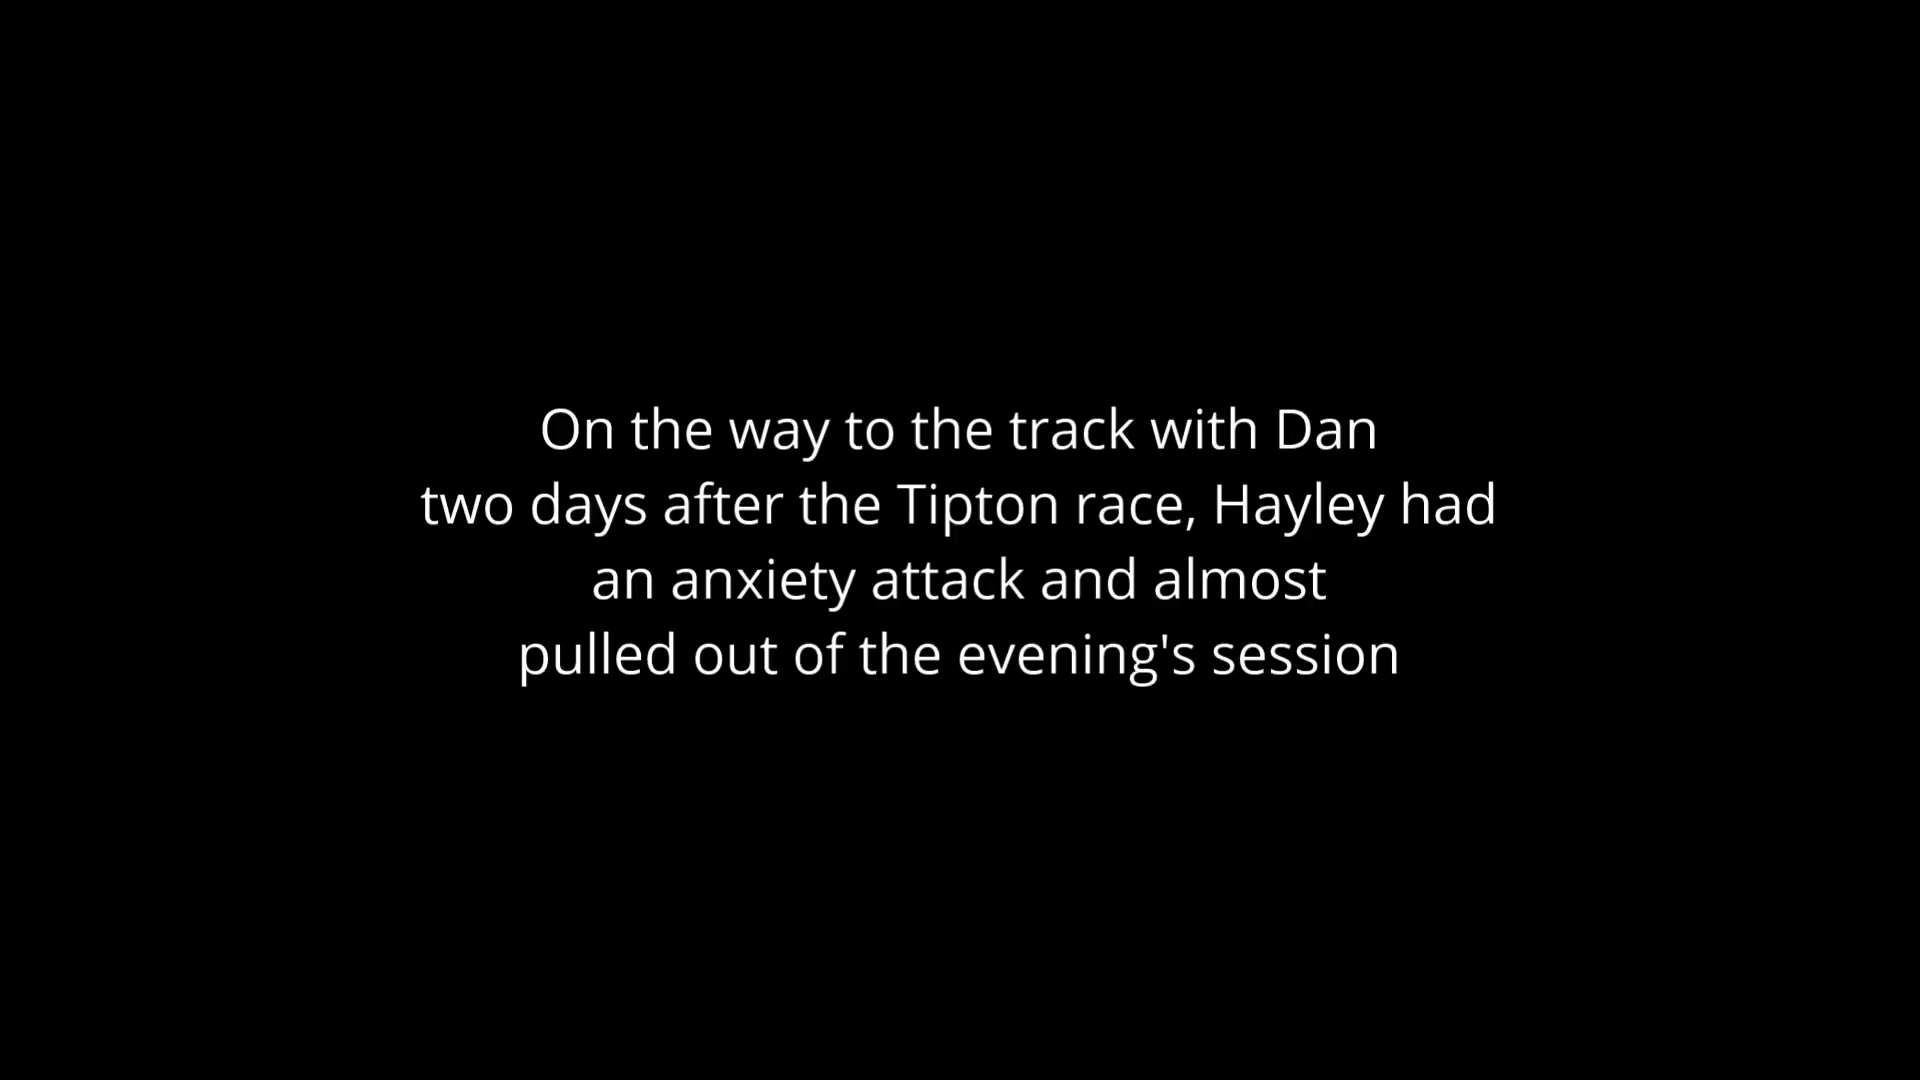 On the way to the track with Dan
two days after the Tipton race, Hayley had
an anxiety attack and almost
pulled out of the evening's session